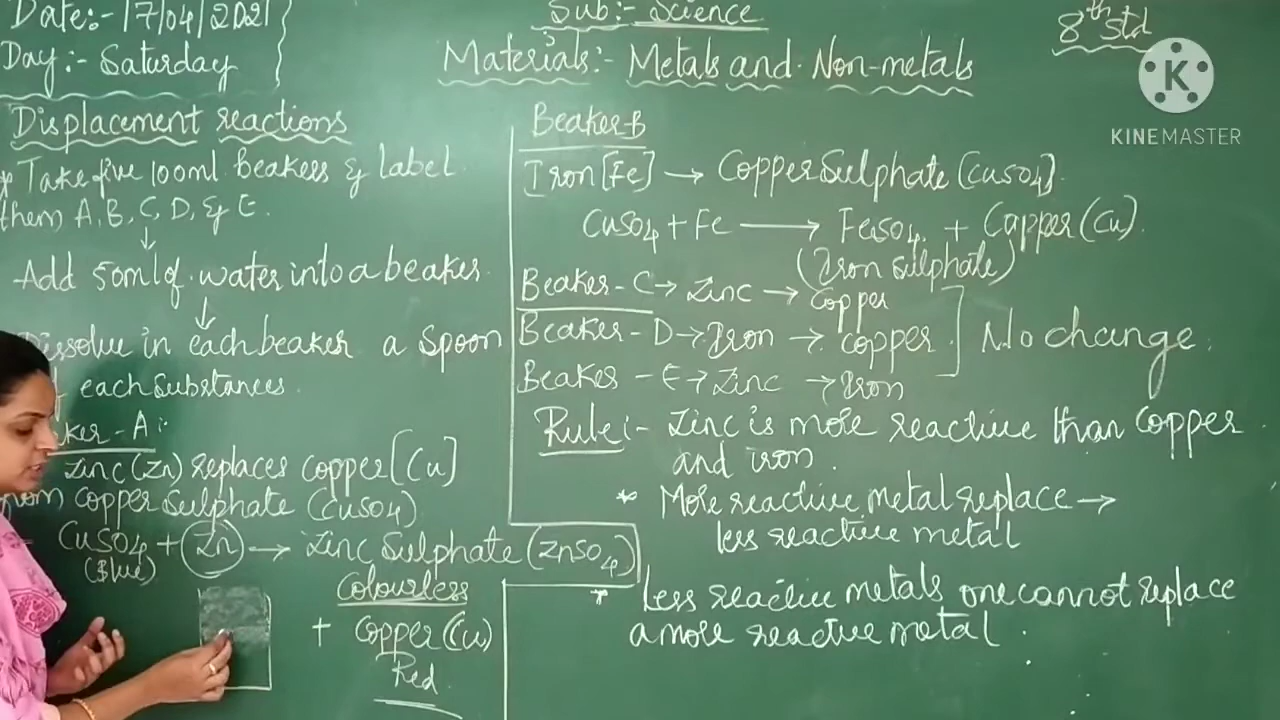 Date:- 17/04/2021
Day:- Saturday
Sub:- Science
8th Std
Materials:- Metals and Non-metals
KINEMASTER
Displacement reactions
* Take five 100ml Beakers & label
them A, B, C, D, & E.
↓
Add 50ml of water into a beaker.
↓
Dissolve in each beaker a spoon
of each substances.
ker - A:-
Zinc (Zn) replaces copper [Cu]
from copper sulphate (CuSO4)
CuSO4 + Zn → Zinc Sulphate (ZnSO4)
(Blue)
Colourless
+ Copper (Cu)
Red
Beaker-B
Iron [Fe] → Copper Sulphate [CuSO4].
CuSO4 + Fe → FeSO4 + Copper (Cu).
(Iron sulphate)
Beaker - C → Zinc → Copper
Beaker - D → Iron → copper
Beaker - E → Zinc → Iron
No change.
Rule:- Zinc is more reactive than copper
and iron.
* More reactive metal replace →
less reactive metal
* Less reactive metals one cannot replace
a more reactive metal.